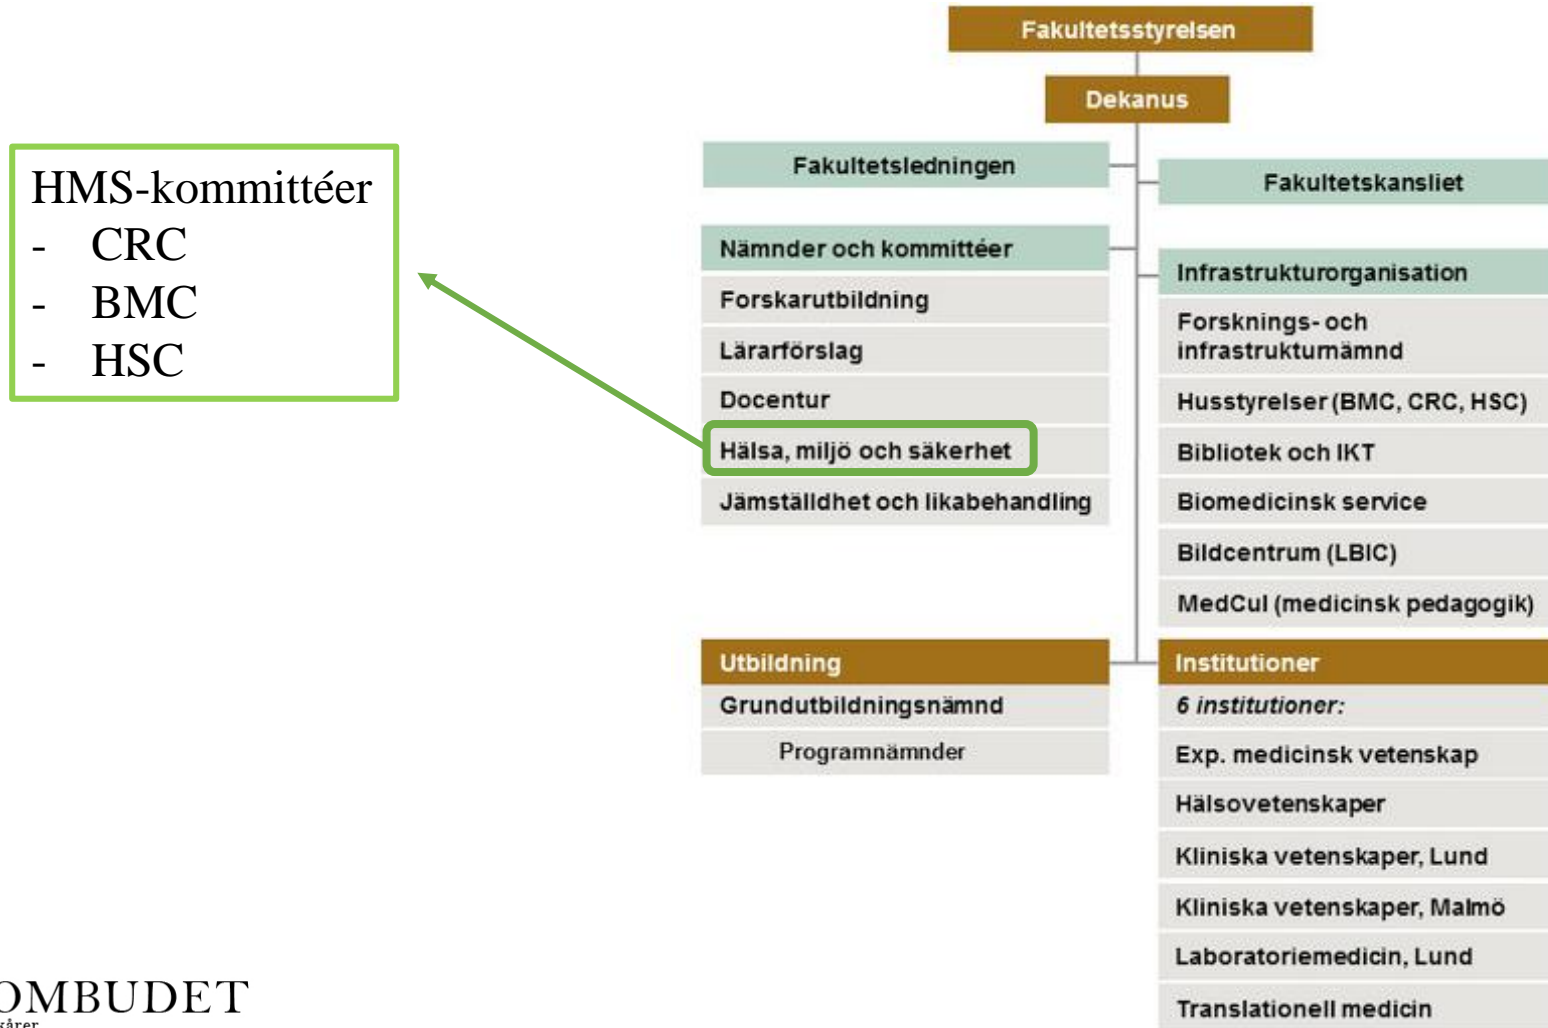 Fakultetsstyrelsen
Dekanus
HMS-kommittéer
- CRC
- BMC
- HSC
Fakultetsledningen
Nämnder och kommittéer
Forskarutbildning
Lärarförslag
Docentur
Hälsa, miljö och säkerhet
Jämställdhet och likabehandling
Fakultetskansliet
Infrastrukturorganisation
Forsknings- och
infrastrukturnämnd
Husstyrelser (BMC, CRC, HSC)
Bibliotek och IKT
Biomedicinsk service
Bildcentrum (LBIC)
MedCul (medicinsk pedagogik)
Utbildning
Grundutbildningsnämnd
Programnämnder
Institutioner
6 institutioner:
Exp. medicinsk vetenskap
Hälsovetenskaper
Kliniska vetenskaper, Lund
Kliniska vetenskaper, Malmö
Laboratoriemedicin, Lund
Translationell medicin
OMBUDET
kårer